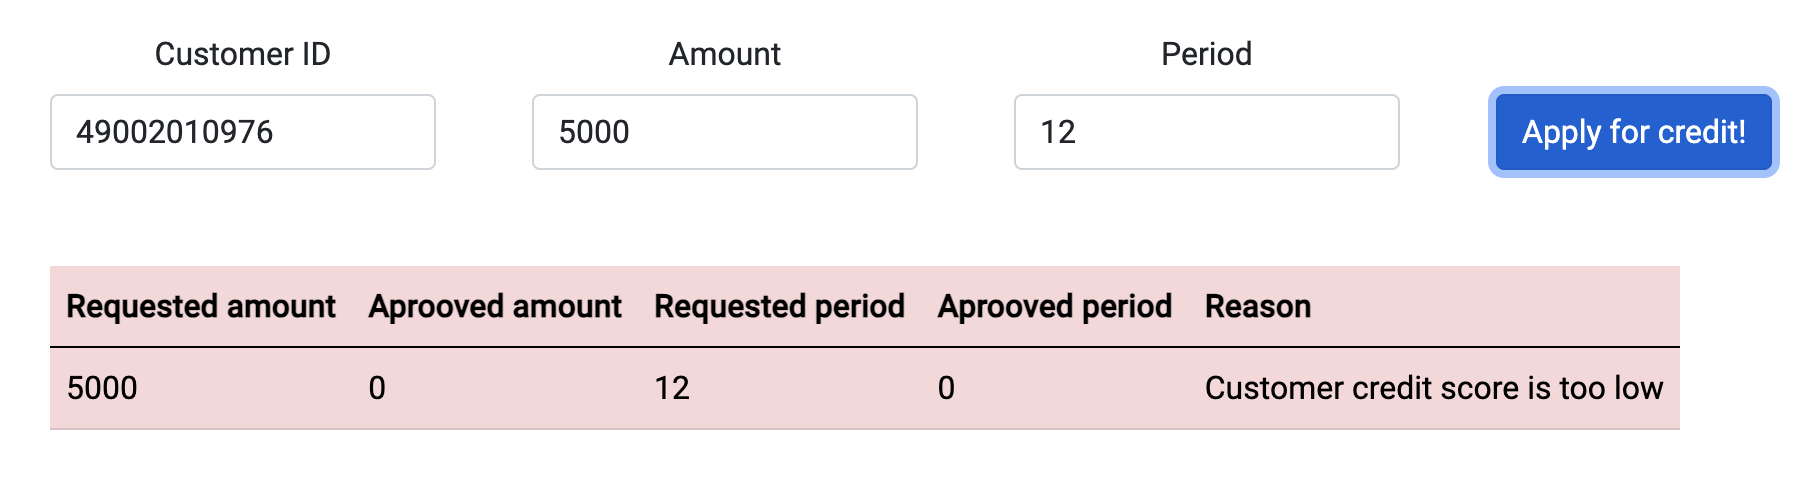 Customer ID Amount Period
49002010976 5000 12 Apply for credit!
Requested amount Aprooved amount Requested period Aprooved period Reason
5000 0 12 0 Customer credit score is too low